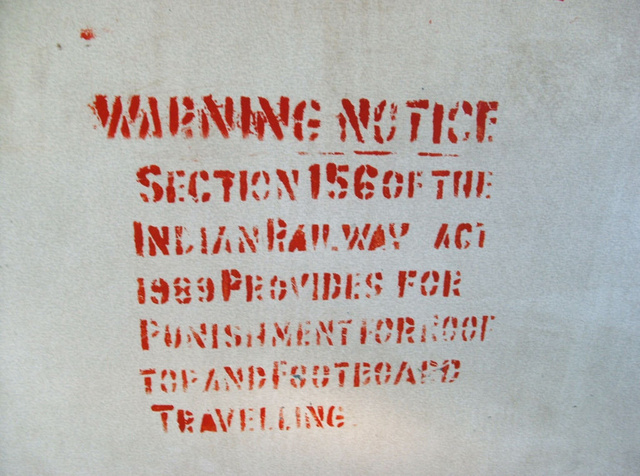 WARNING NOTICE
SECTION 156 OF THE
INDIAN RAILWAY ACT
1989 PROVIDES FOR
PUNISHMENT FOR ROOF
TOP AND FOOTBOARD
TRAVELLING.